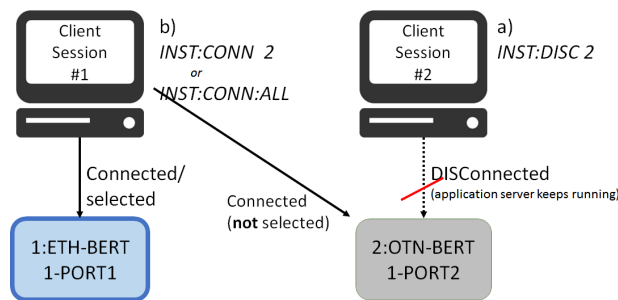 Client
Session
#1
b)
INST:CONN 2
or
INST:CONN:ALL
Client
Session
#2
a)
INST:DISC 2
Connected/
selected
Connected
(not selected)
DISConnected
(application server keeps running)
1:ETH-BERT
1-PORT1
2:OTN-BERT
1-PORT2